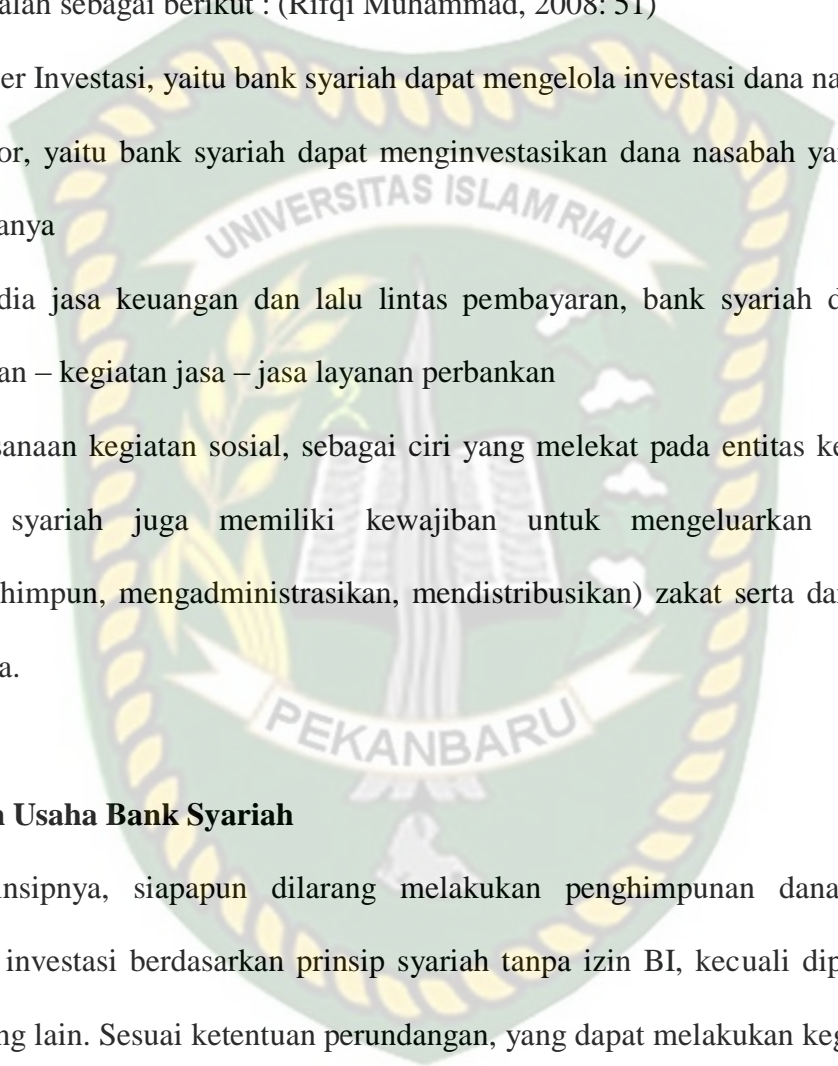 alah sebagai berikut : (Rifqi Muhammad, 2008: 51)
er Investasi, yaitu bank syariah dapat mengelola investasi dana na
or, yaitu bank syariah dapat menginvestasikan dana nasabah ya
anya
dia jasa keuangan dan lalu lintas pembayaran, bank syariah d
an – kegiatan jasa – jasa layanan perbankan
sanaan kegiatan sosial, sebagai ciri yang melekat pada entitas ke
syariah juga memiliki kewajiban untuk mengeluarkan
himpun, mengadministrasikan, mendistribusikan) zakat serta da
a.
Usaha Bank Syariah
nsipnya, siapapun dilarang melakukan penghimpunan dana
investasi berdasarkan prinsip syariah tanpa izin BI, kecuali dip
ng lain. Sesuai ketentuan perundangan, yang dapat melakukan keg
UNIVERSITAS ISLAM RIAU
PEKANBARU